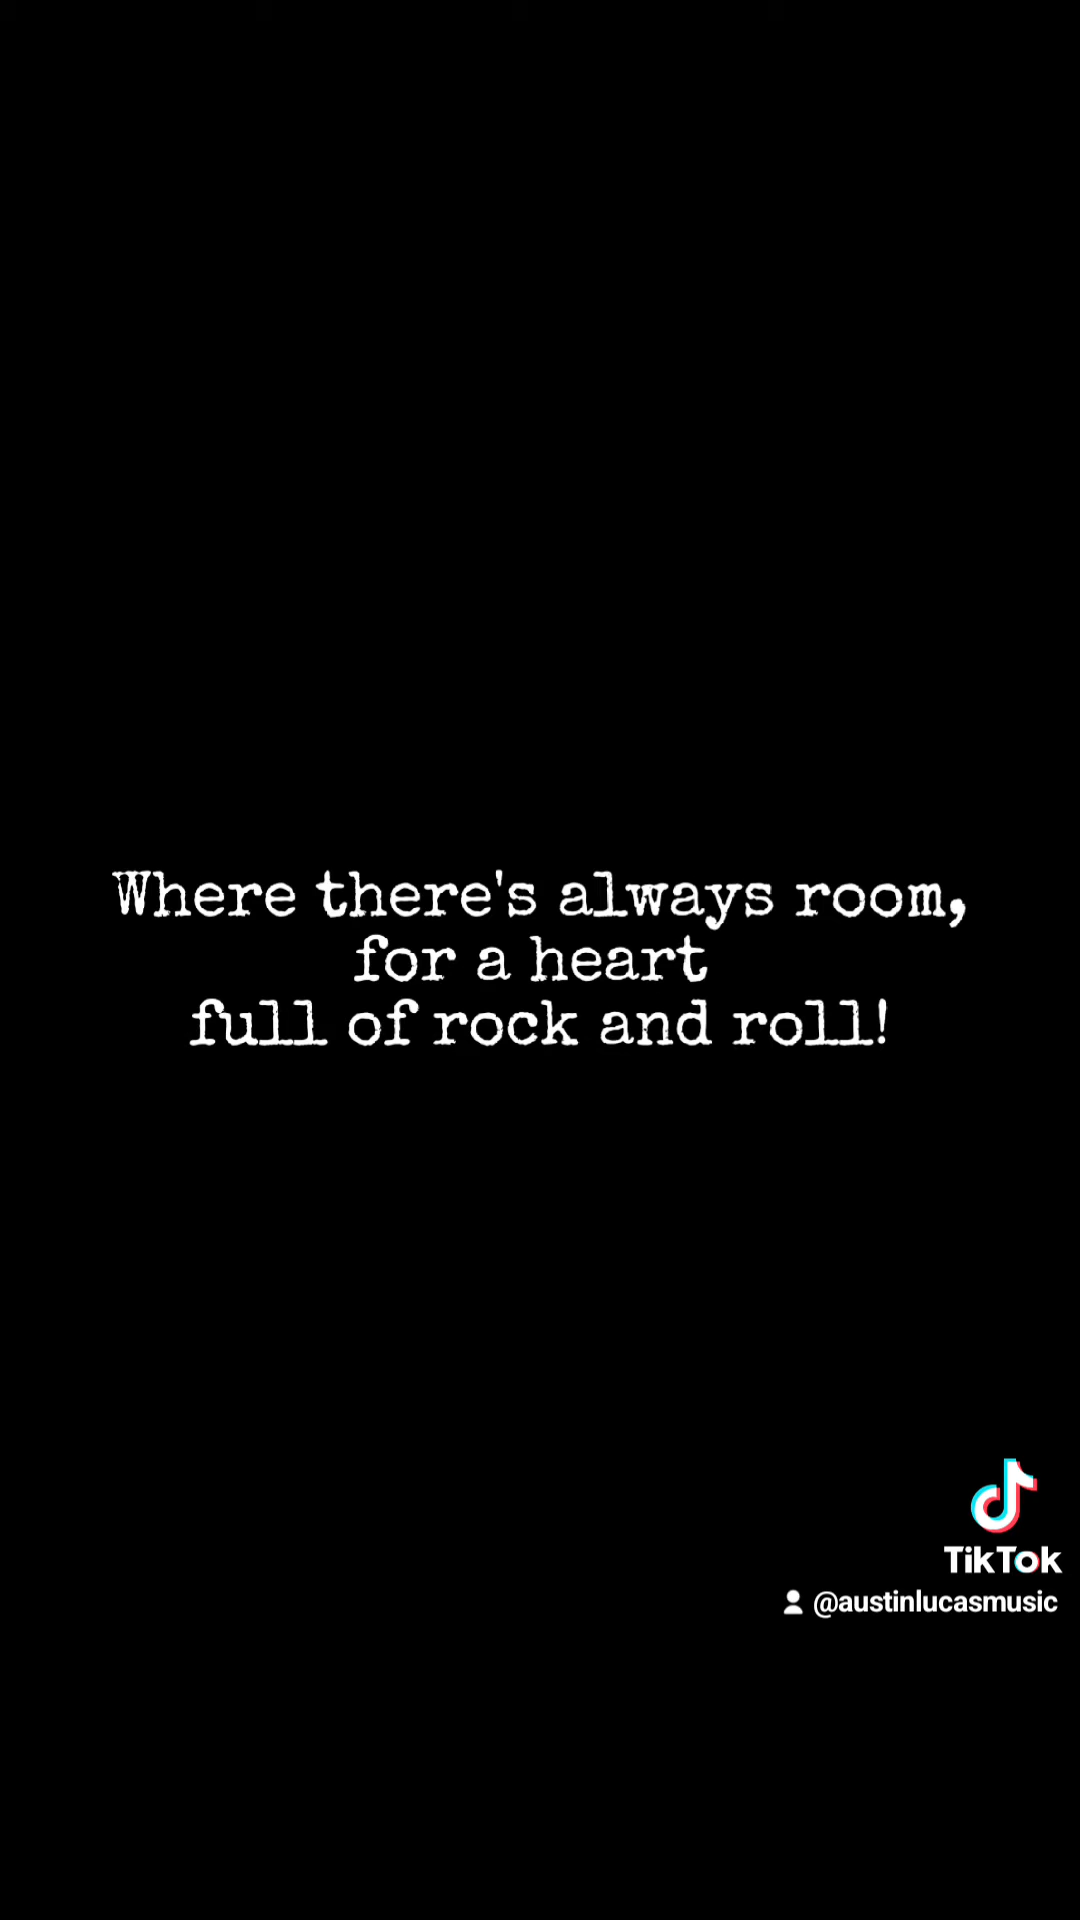 Where there's always room,
for a heart
full of rock and roll!
TikTok
@austinlucasmusic